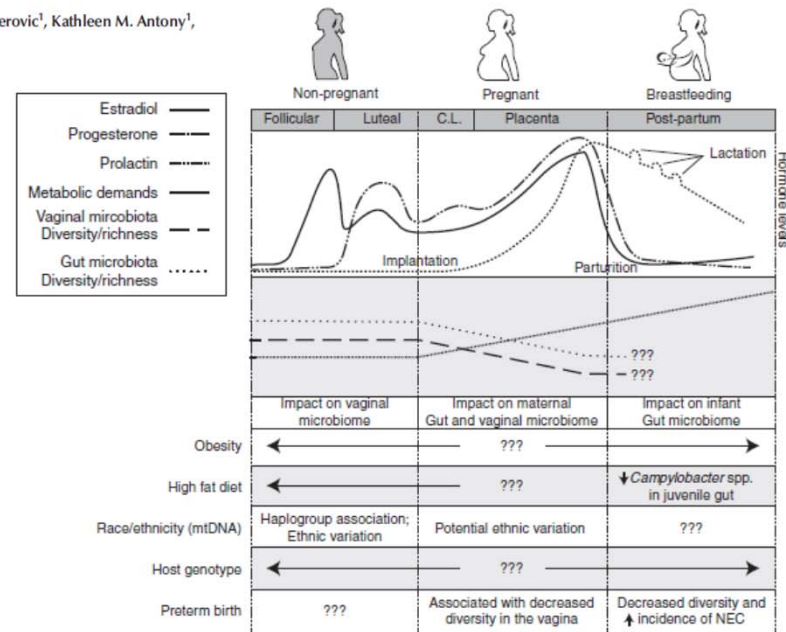 erovic¹, Kathleen M. Antony¹,
Non-pregnant
Pregnant
Breastfeeding
Follicular
Luteal
C.L.
Placenta
Post-partum
Estradiol
Progesterone
Prolactin
Metabolic demands
Vaginal mircobiota
Diversity/richness
Gut microbiota
Diversity/richness
Lactation
Hormone levels
Implantation
Parturition
???
???
Impact on vaginal
microbiome
Impact on maternal
Gut and vaginal microbiome
Impact on infant
Gut microbiome
Obesity
???
High fat diet
???
Campylobacter spp.
in juvenile gut
Race/ethnicity (mtDNA)
Haplogroup association;
Ethnic variation
Potential ethnic variation
???
Host genotype
???
Preterm birth
???
Associated with decreased
diversity in the vagina
Decreased diversity and
incidence of NEC